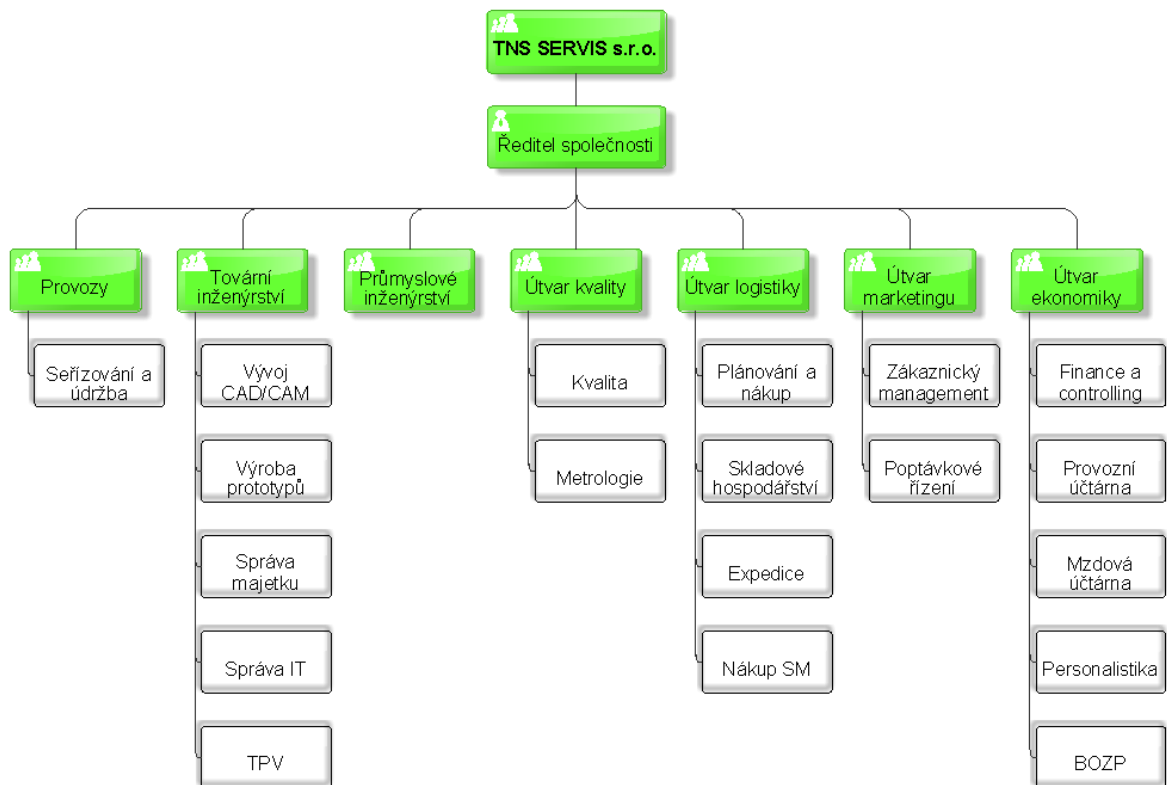 TNS SERVIS s.r.o.
Ředitel společnosti
Provozy
Tovární
inženýrství
Průmyslové
inženýrství
Útvar kvality
Útvar logistiky
Útvar
marketingu
Útvar
ekonomiky
Seřízování a
údržba
Vývoj
CAD/CAM
Kvalita
Plánování a
nákup
Zákaznický
management
Finance a
controlling
Výroba
prototypů
Metrologie
Skladové
hospodářství
Poptávkové
řízení
Provozní
účtárna
Správa
majetku
Expedice
Mzdová
účtárna
Správa IT
Nákup SM
Personalistika
TPV
BOZP